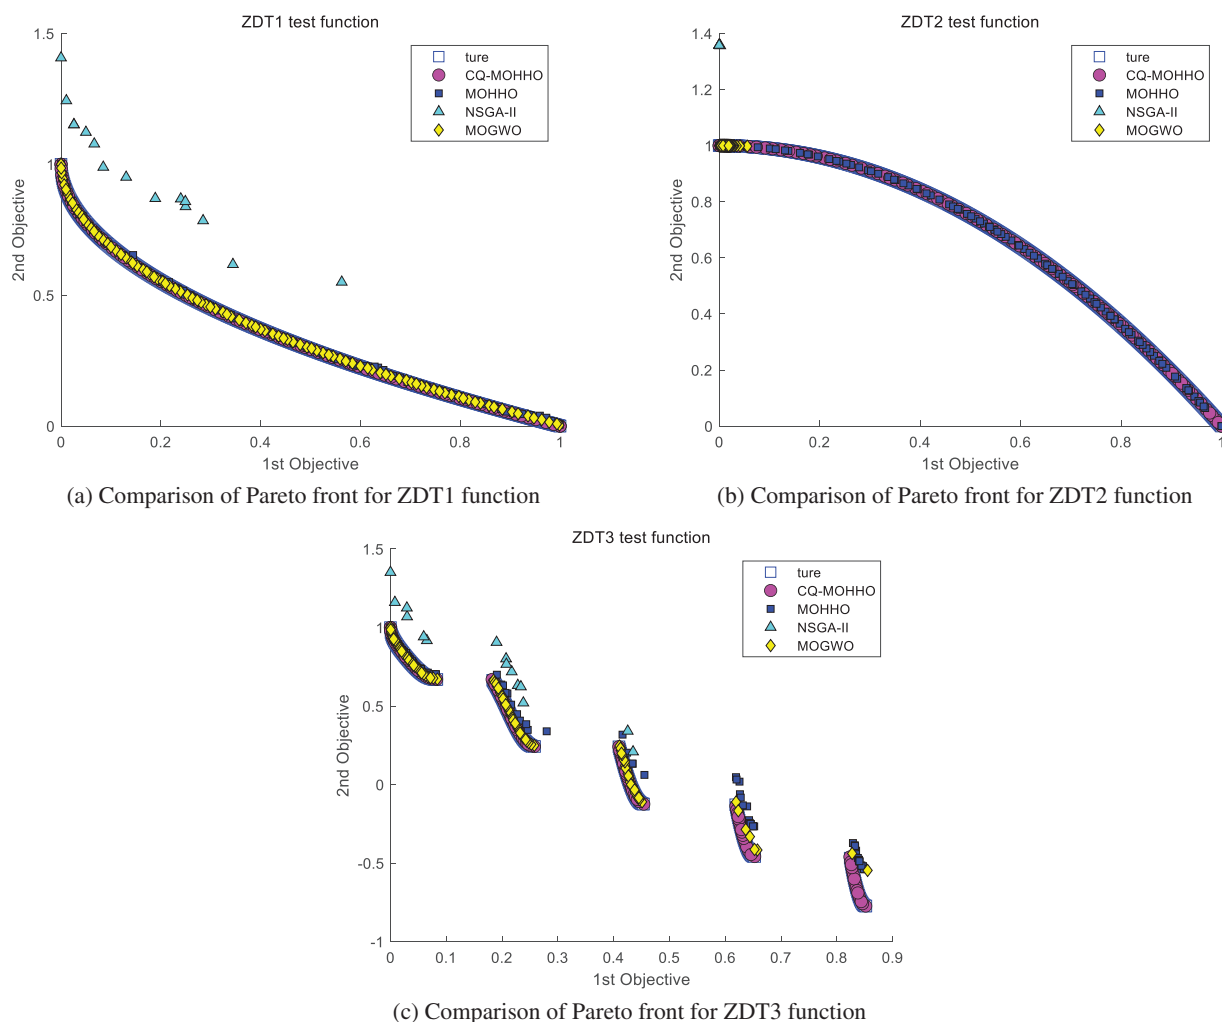 ZDT1 test function
1.5
1
0.5
0
0
0.2
0.4
0.6
0.8
1
2nd Objective
1st Objective
ture
CQ-MOHHO
MOHHO
NSGA-II
MOGWO
(a) Comparison of Pareto front for ZDT1 function
ZDT2 test function
1.4
1.2
1
0.8
0.6
0.4
0.2
0
0
0.2
0.4
0.6
0.8
1
2nd Objective
1st Objective
ture
CQ-MOHHO
MOHHO
NSGA-II
MOGWO
(b) Comparison of Pareto front for ZDT2 function
ZDT3 test function
1.5
1
0.5
0
-0.5
-1
0
0.1
0.2
0.3
0.4
0.5
0.6
0.7
0.8
0.9
2nd Objective
1st Objective
ture
CQ-MOHHO
MOHHO
NSGA-II
MOGWO
(c) Comparison of Pareto front for ZDT3 function